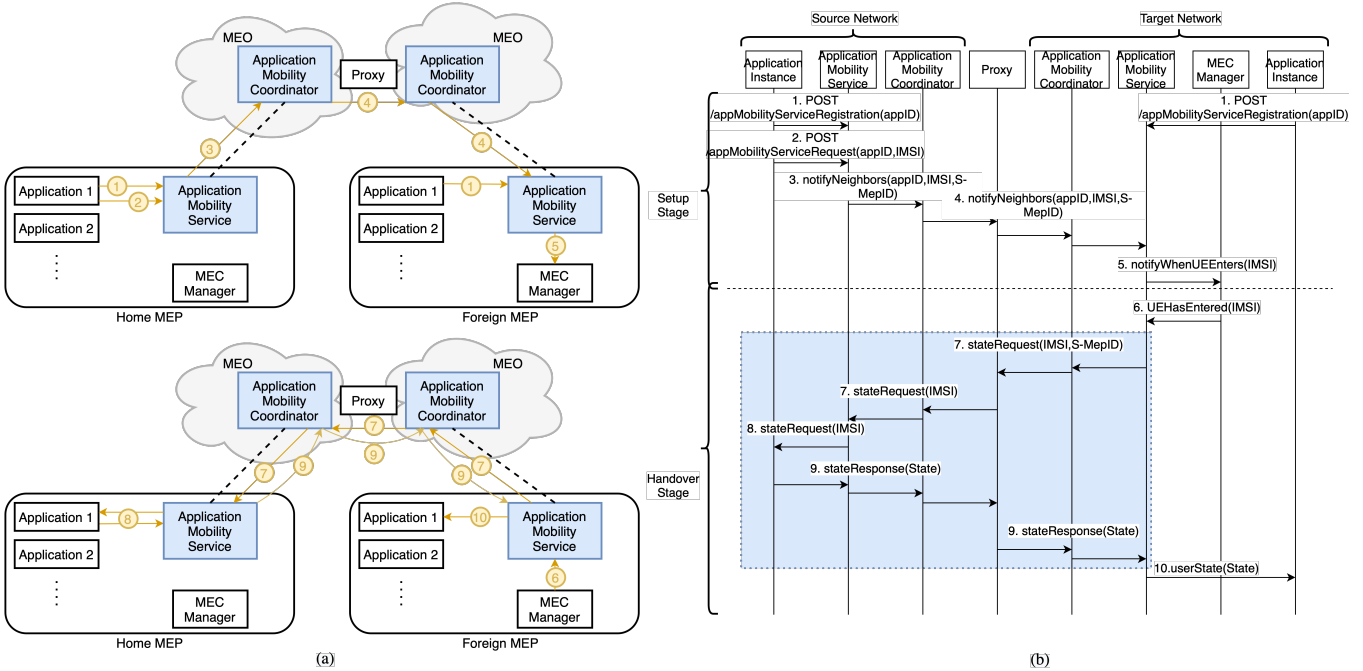 MEO
Application
Mobility
Coordinator
Proxy
MEO
Application
Mobility
Coordinator
4
3
4
Application 1
1
2
Application
Mobility
Service
Application 2
MEC
Manager
Home MEP
Application 1
1
Application
Mobility
Service
Application 2
5
MEC
Manager
Foreign MEP
MEO
Application
Mobility
Coordinator
Proxy
MEO
Application
Mobility
Coordinator
7
9
7
9
9
7
Application 1
8
Application
Mobility
Service
Application 2
MEC
Manager
Home MEP
Application 1
10
Application
Mobility
Service
Application 2
6
MEC
Manager
Foreign MEP
(a)
Source Network
Target Network
Application
Instance
Application
Mobility
Service
Application
Mobility
Coordinator
Proxy
Application
Mobility
Coordinator
Application
Mobility
Service
MEC
Manager
Application
Instance
1. POST
/appMobilityServiceRegistration(appID)
1. POST
/appMobilityServiceRegistration(appID)
2. POST
/appMobilityServiceRequest(appID,IMSI)
3. notifyNeighbors(appID,IMSI,S-
MepID)
4. notifyNeighbors(appID,IMSI,S-
MepID)
Setup
Stage
5. notifyWhenUEEnters(IMSI)
6. UEHasEntered(IMSI)
7. stateRequest(IMSI,S-MepID)
7. stateRequest(IMSI)
8. stateRequest(IMSI)
9. stateResponse(State)
Handover
Stage
9. stateResponse(State)
10.userState(State)
(b)